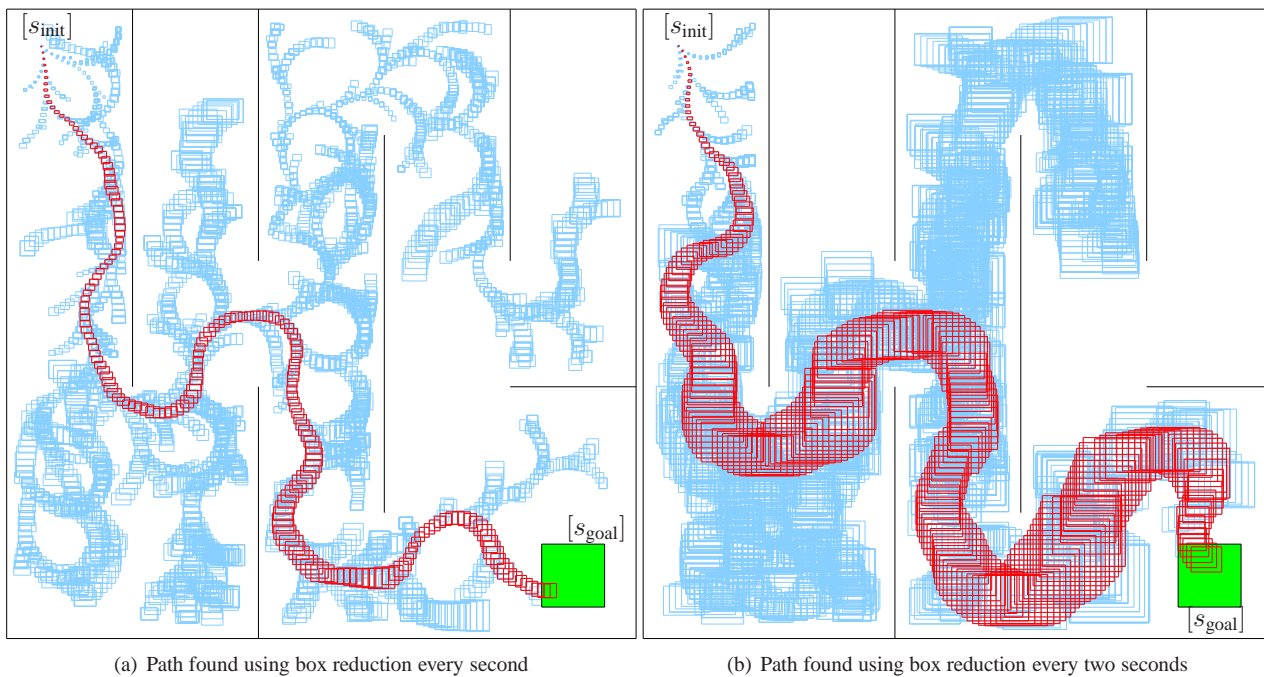 [s_init]
[s_goal]
[s_init]
[s_goal]
(a) Path found using box reduction every second
(b) Path found using box reduction every two seconds